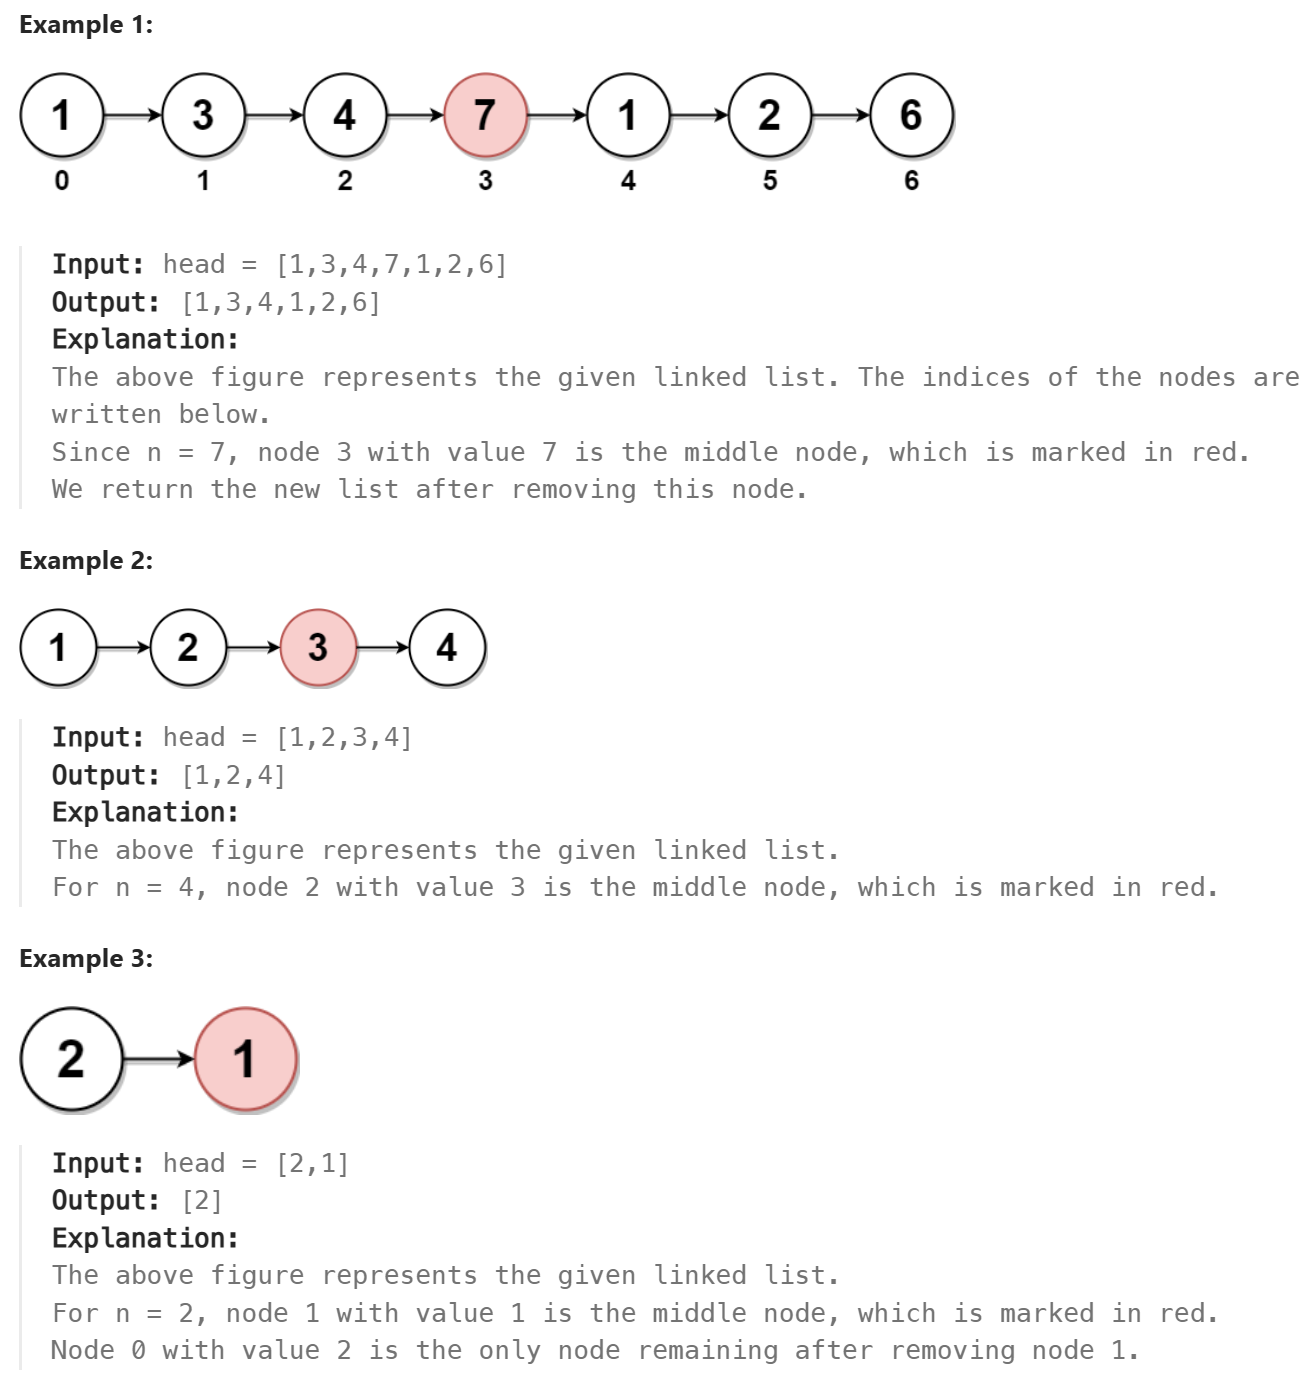 Example 1:
1 3 4 7 1 2 6
0 1 2 3 4 5 6
Input: head = [1,3,4,7,1,2,6]
Output: [1,3,4,1,2,6]
Explanation:
The above figure represents the given linked list. The indices of the nodes are
written below.
Since n = 7, node 3 with value 7 is the middle node, which is marked in red.
We return the new list after removing this node.
Example 2:
1 2 3 4
Input: head = [1,2,3,4]
Output: [1,2,4]
Explanation:
The above figure represents the given linked list.
For n = 4, node 2 with value 3 is the middle node, which is marked in red.
Example 3:
2 1
Input: head = [2,1]
Output: [2]
Explanation:
The above figure represents the given linked list.
For n = 2, node 1 with value 1 is the middle node, which is marked in red.
Node 0 with value 2 is the only node remaining after removing node 1.